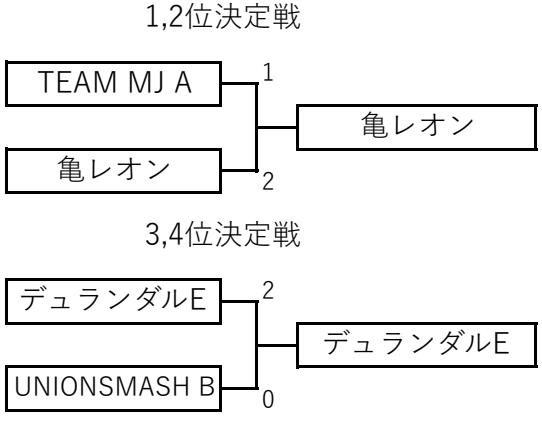 1,2位決定戦
TEAM MJ A
1
亀レオン
亀レオン
2
3,4位決定戦
デュランダルE
2
デュランダルE
UNIONSMASH B
0